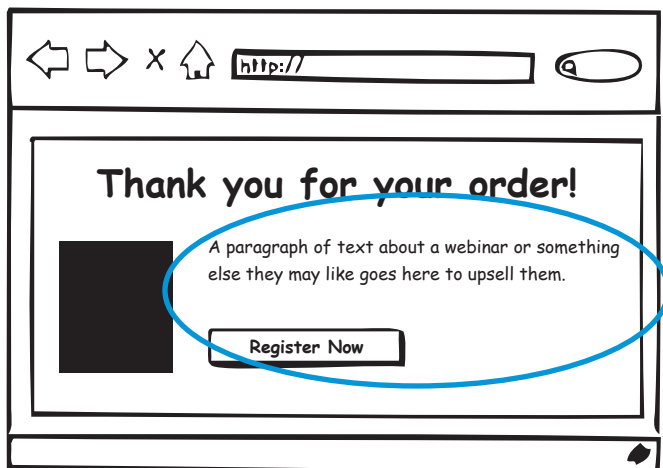 http://
Thank you for your order!
A paragraph of text about a webinar or something
else they may like goes here to upsell them.
Register Now